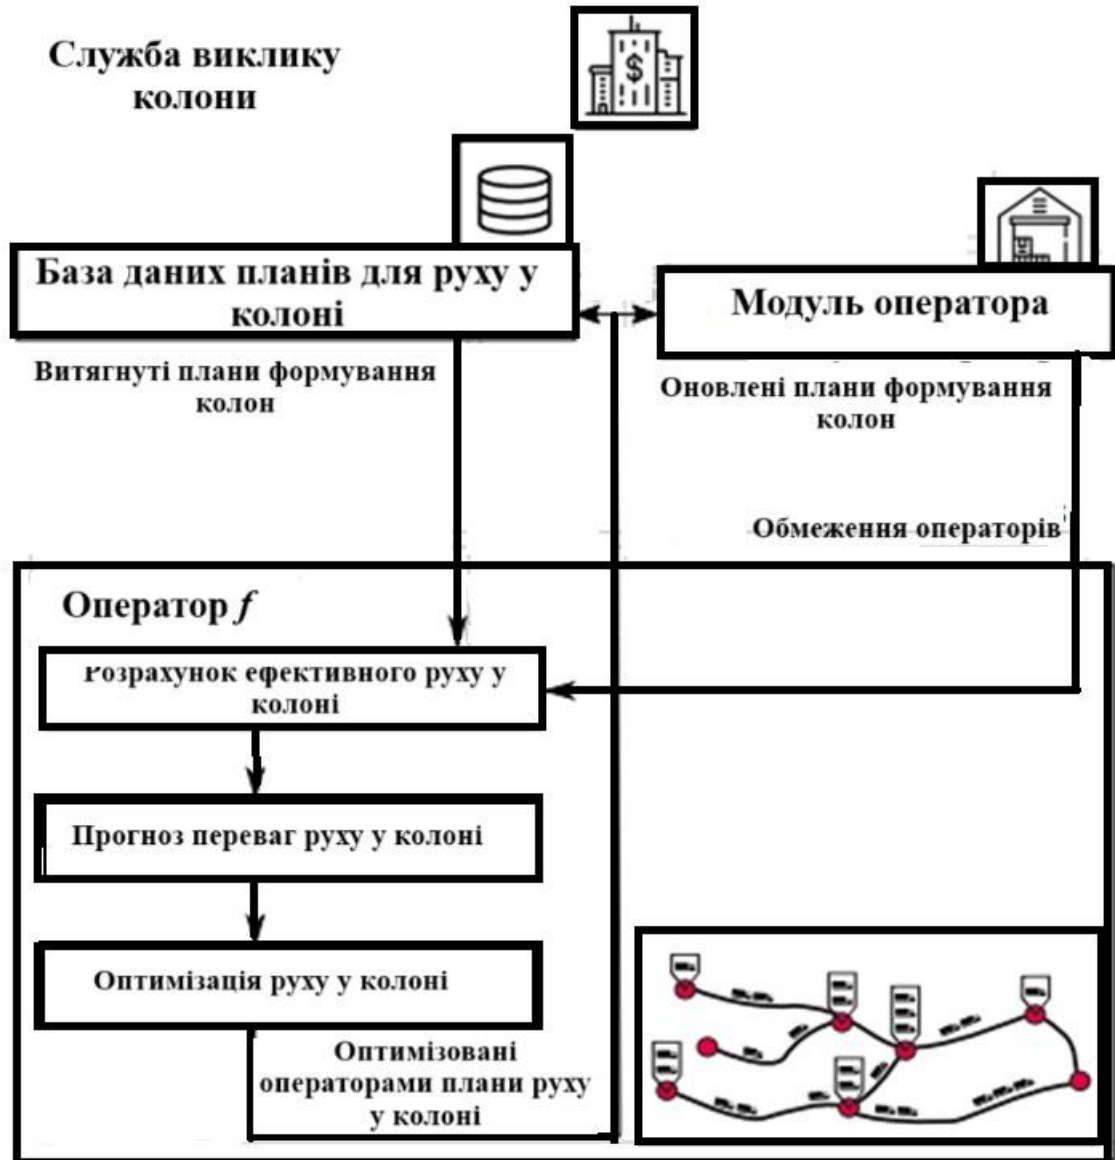 Служба виклику
колони
$
База даних планів для руху у
колоні
Модуль оператора
Витягнуті плани формування
колон
Оновлені плани формування
колон
Обмеження операторів
Оператор f
Розрахунок ефективного руху у
колоні
Прогноз переваг руху у колоні
Оптимізація руху у колоні
Оптимізовані
операторами плани руху
у колоні